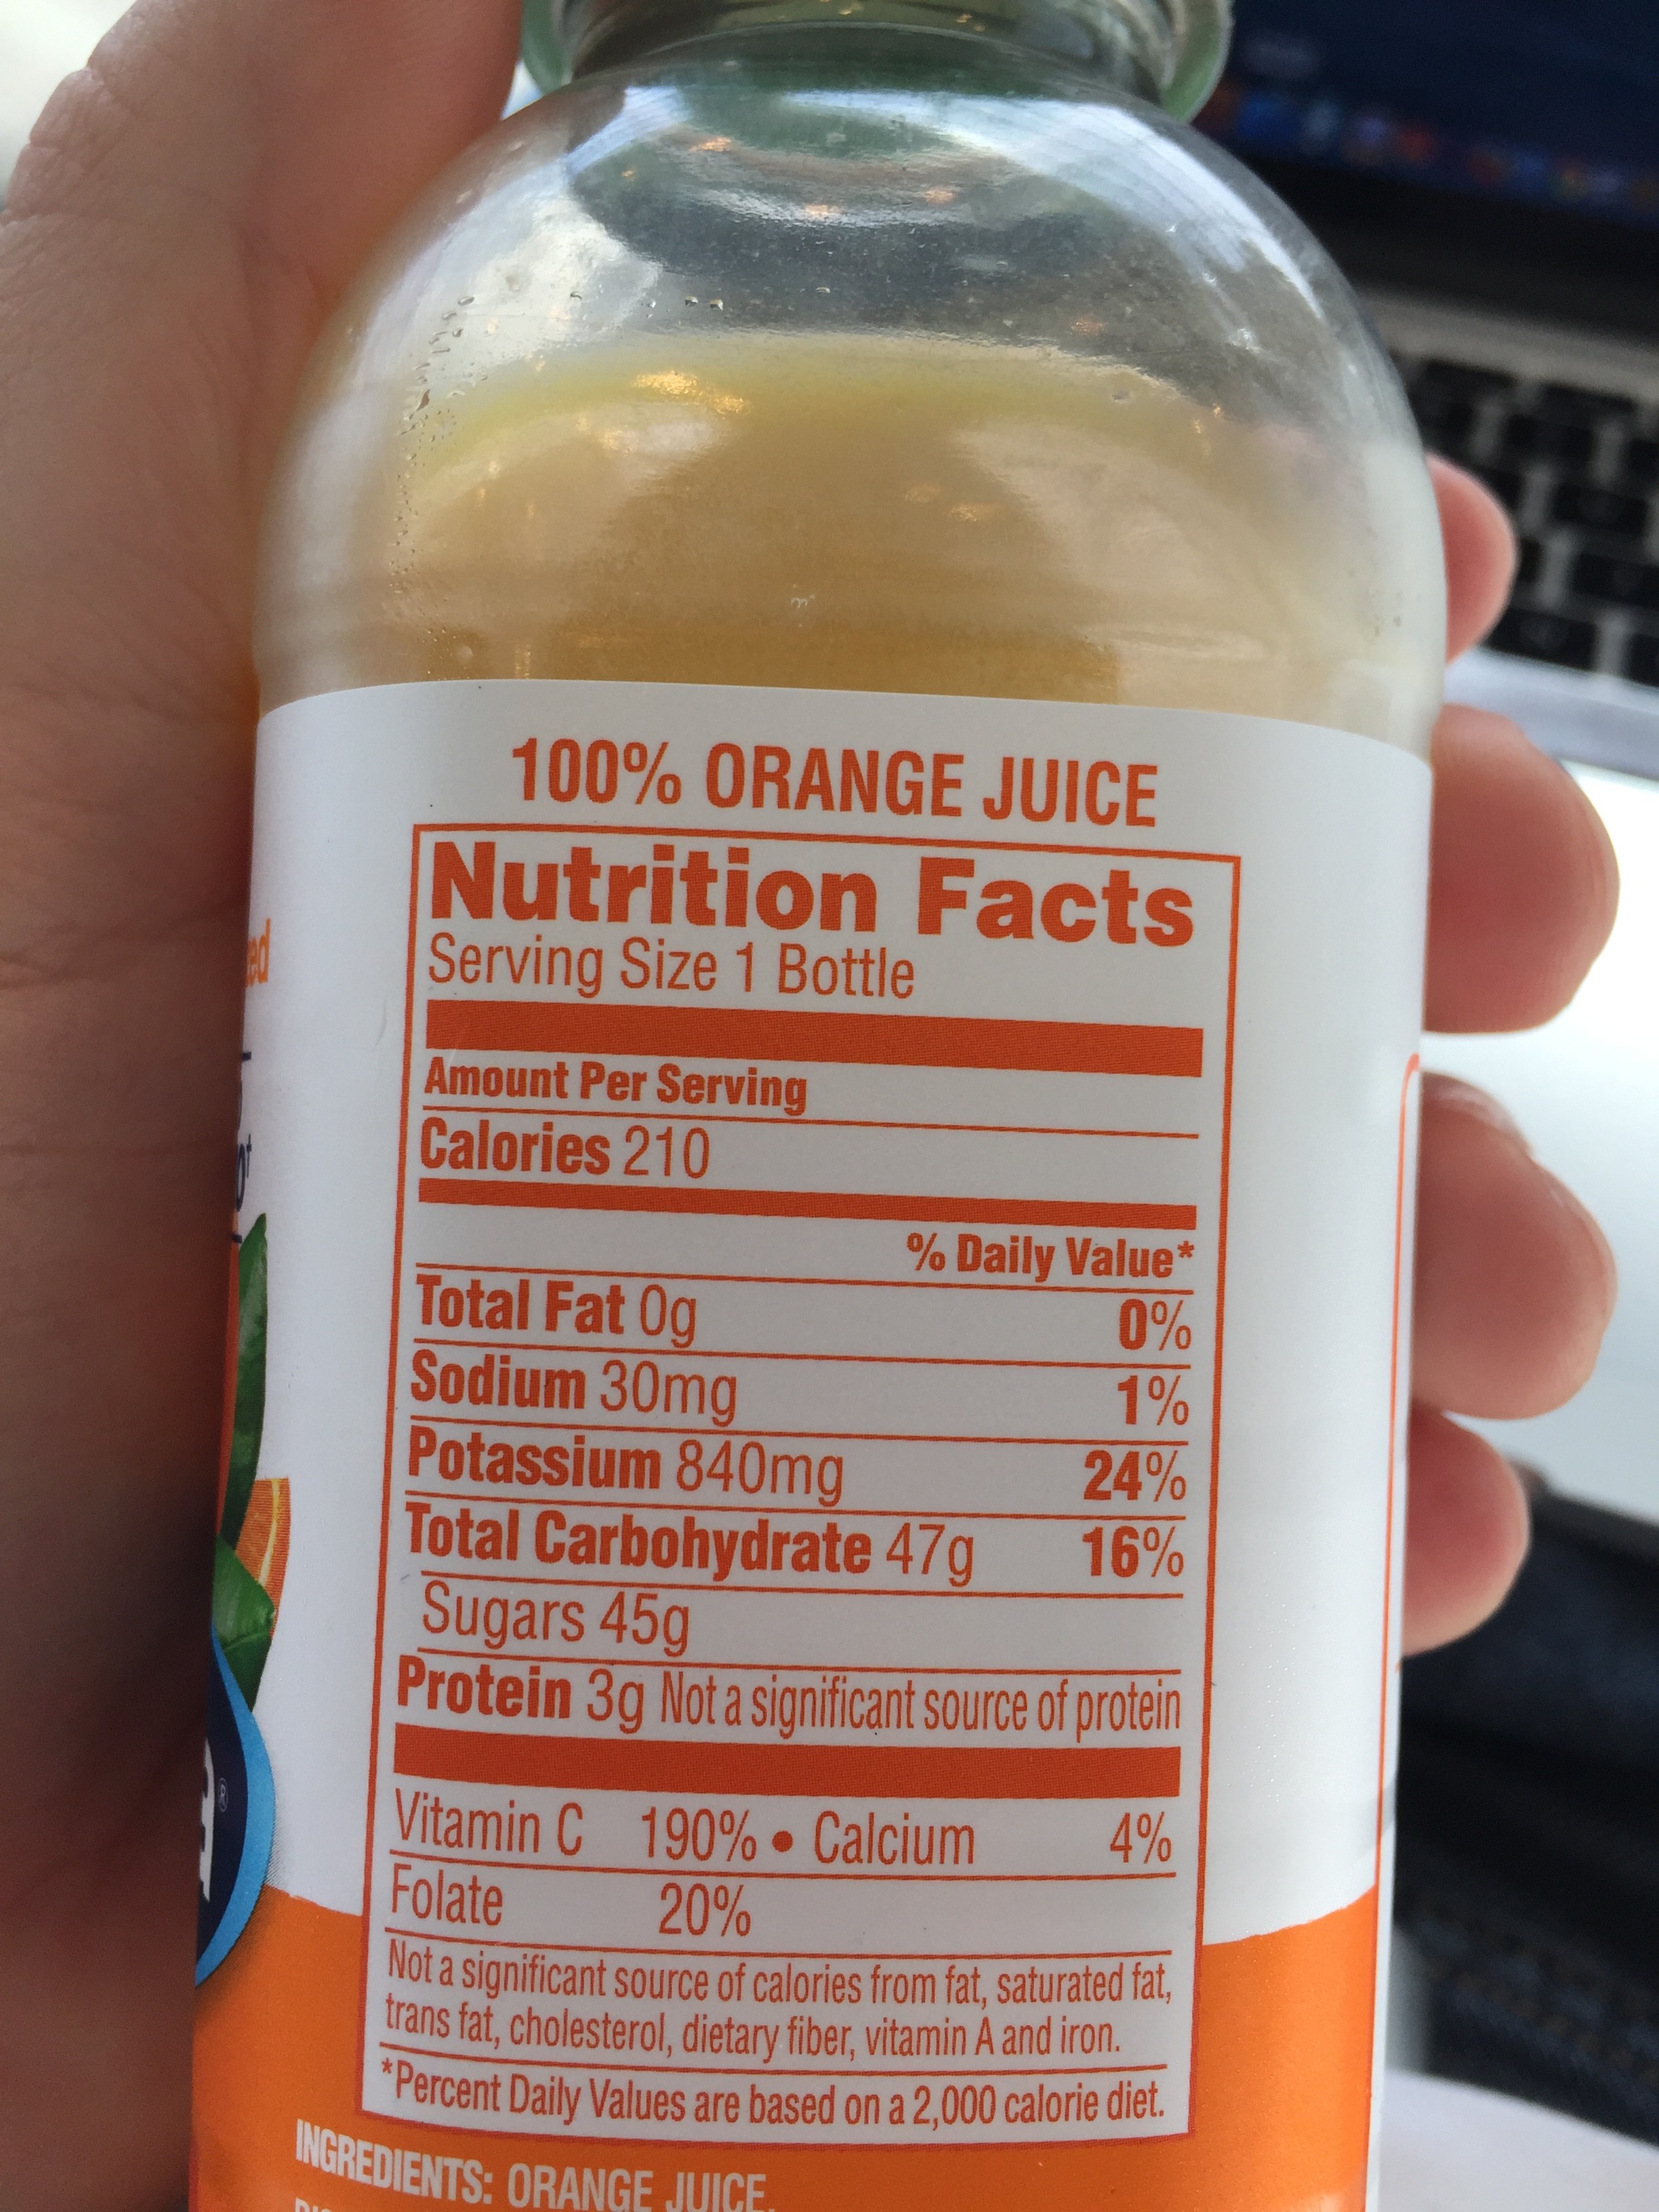 100% ORANGE JUICE
Nutrition Facts
Serving Size 1 Bottle
Amount Per Serving
Calories 210
% Daily Value*
Total Fat 0g 0%
Sodium 30mg 1%
Potassium 840mg 24%
Total Carbohydrate 47g 16%
Sugars 45g
Protein 3g Not a significant source of protein
Vitamin C 190% • Calcium 4%
Folate 20%
Not a significant source of calories from fat, saturated fat,
trans fat, cholesterol, dietary fiber, vitamin A and iron.
*Percent Daily Values are based on a 2,000 calorie diet.
INGREDIENTS: ORANGE JUICE.